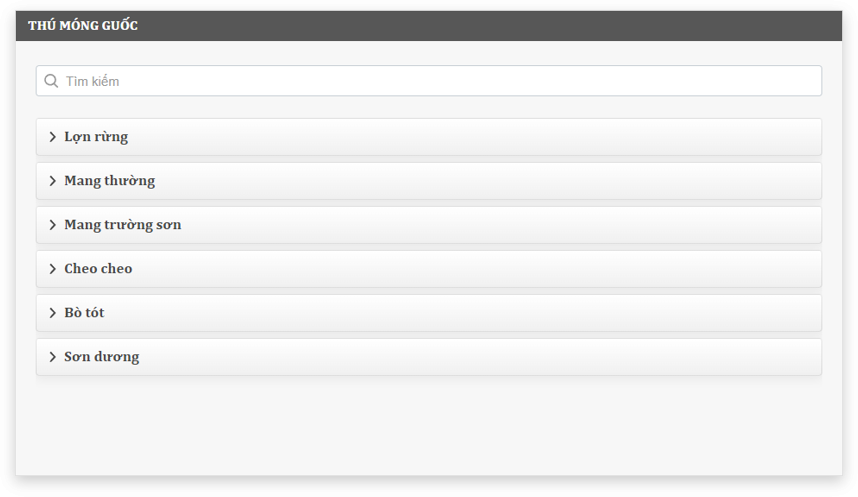 THÚ MÓNG GUỐC
Tìm kiếm
Lợn rừng
Mang thường
Mang trường sơn
Cheo cheo
Bò tót
Sơn dương